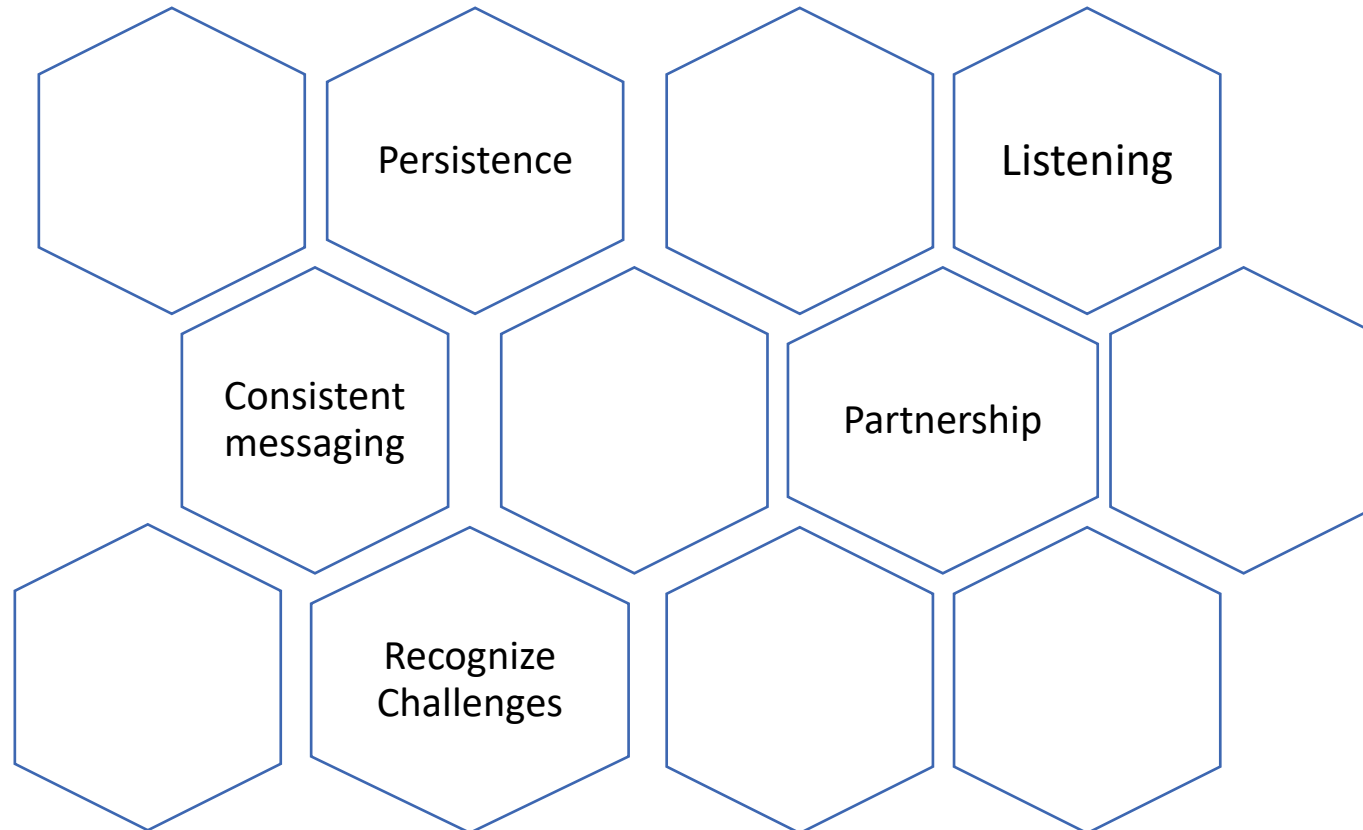 Persistence
Listening
Consistent
messaging
Partnership
Recognize
Challenges